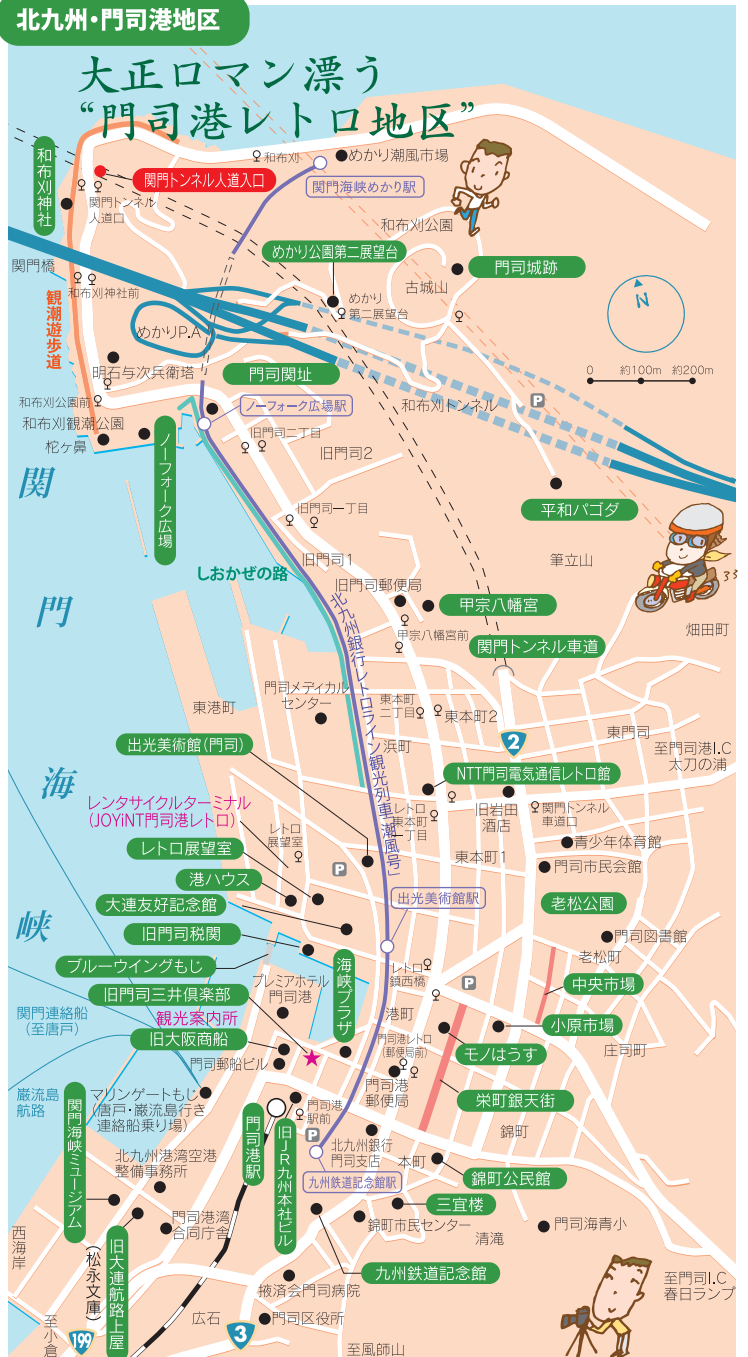 北九州・門司港地区
大正ロマン漂う
“門司港レトロ地区”
和布刈神社
関門トンネル人道入口
関門トンネル
人道口
和布刈
めかり潮風市場
関門海峡めかり駅
和布刈公園
関門橋
和布刈神社前
観潮遊歩道
めかり公園第二展望台
めかり
第二展望台
門司城跡
古城山
N
0 約100m 約200m
めかりP.A
明石与次兵衛塔
門司関址
和布刈公園前
和布刈観潮公園
柁ヶ鼻
ノーフォーク広場
ノーフォーク広場駅
和布刈トンネル
P
旧門司二丁目
旧門司2
平和パゴダ
旧門司一丁目
旧門司1
筆立山
しおかぜの路
関門海峡
北九州銀行レトロライン観光列車「潮風号」
旧門司郵便局
甲宗八幡宮
甲宗八幡宮前
関門トンネル車道
畑田町
東港町
門司メディカル
センター
東本町
二丁目
東本町2
浜町
2
東門司
至門司港I.C
太刀の浦
出光美術館(門司)
NTT門司電気通信レトロ館
レトロ
東本町
一丁目
旧岩田
酒店
関門トンネル
車道口
レンタサイクルターミナル
(JOYiNT門司港レトロ)
レトロ
展望室
レトロ展望室
P
青少年体育館
東本町1
門司市民会館
港ハウス
大連友好記念館
出光美術館駅
老松公園
旧門司税関
門司図書館
老松町
ブルーウイングもじ
海峡プラザ
レトロ
鎮西橋
P
中央市場
プレミアホテル
門司港
旧門司三井倶楽部
港町
小原市場
関門連絡船
(至唐戸)
観光案内所
旧大阪商船
門司港レトロ
(郵便局前)
モノはうす
庄司町
門司郵船ビル
門司港
郵便局
巌流島
航路
マリンゲートもじ
(唐戸・巌流島行き
連絡船乗り場)
栄町銀天街
関門海峡ミュージアム
門司港駅
門司港
駅前
P
旧JR九州本社ビル
錦町
北九州銀行
門司支店
本町
北九州港湾空港
整備事務所
錦町公民館
九州鉄道記念館駅
三宜楼
門司港湾
合同庁舎
錦町市民センター
清滝
門司海青小
西海岸
旧大連航路上屋
(松永文庫)
九州鉄道記念館
掖済会門司病院
至門司I.C
春日ランプ
至小倉
199
広石
3
門司区役所
至風師山